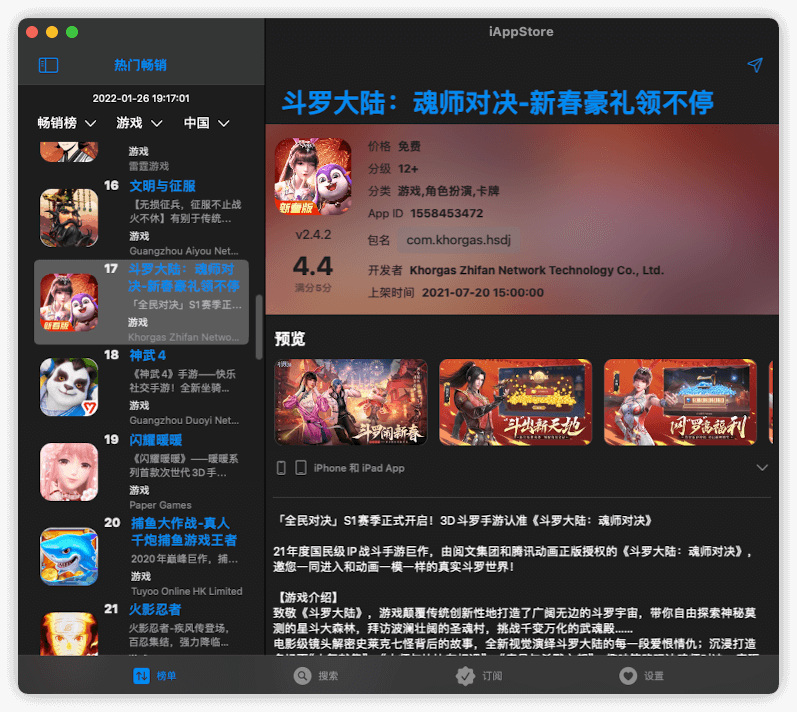 iAppStore
热门畅销
2022-01-26 19:17:01
畅销榜
游戏
中国
游戏
雷霆游戏
16 文明与征服
【无损征兵，征服不止战
火不休】有别于传统...
游戏
Guangzhou Aiyou Net...
17 斗罗大陆：魂师对
决-新春豪礼领不停
「全民对决」S1赛季正...
游戏
Khorgas Zhifan Netwo...
18 神武4
《神武4》手游——快乐
社交手游！全新坐骑...
游戏
Guangzhou Duoyi Net...
19 闪耀暖暖
《闪耀暖暖》——暖暖系
列首款次世代3D手...
游戏
Paper Games
20 捕鱼大作战-真人
千炮捕鱼游戏王者
2020年巅峰巨作，捕...
游戏
Tuyoo Online HK Limited
21 火影忍者
火影忍者-疾风传登场，
百忍集结，强力降临...
斗罗大陆：魂师对决-新春豪礼领不停
新春版
v2.4.2
4.4
满分5分
价格 免费
分级 12+
分类 游戏,角色扮演,卡牌
App ID 1558453472
包名 com.khorgas.hsdj
开发者 Khorgas Zhifan Network Technology Co., Ltd.
上架时间 2021-07-20 15:00:00
预览
斗罗闹新春
斗出新天地
网罗高福利
iPhone 和 iPad App
「全民对决」S1赛季正式开启！3D斗罗手游认准《斗罗大陆：魂师对决》
21年度国民级IP战斗手游巨作，由阅文集团和腾讯动画正版授权的《斗罗大陆：魂师对决》，
邀您一同进入和动画一模一样的真实斗罗世界！
【游戏介绍】
致敬《斗罗大陆》，游戏颠覆传统创新性地打造了广阔无边的斗罗宇宙，带你自由探索神秘莫
测的星斗大森林，拜访波澜壮阔的圣魂村，挑战千变万化的武魂殿......
电影级镜头解密史莱克七怪背后的故事，全新视觉演绎斗罗大陆的每一段爱恨情仇；沉浸打造
榜单
搜索
订阅
设置